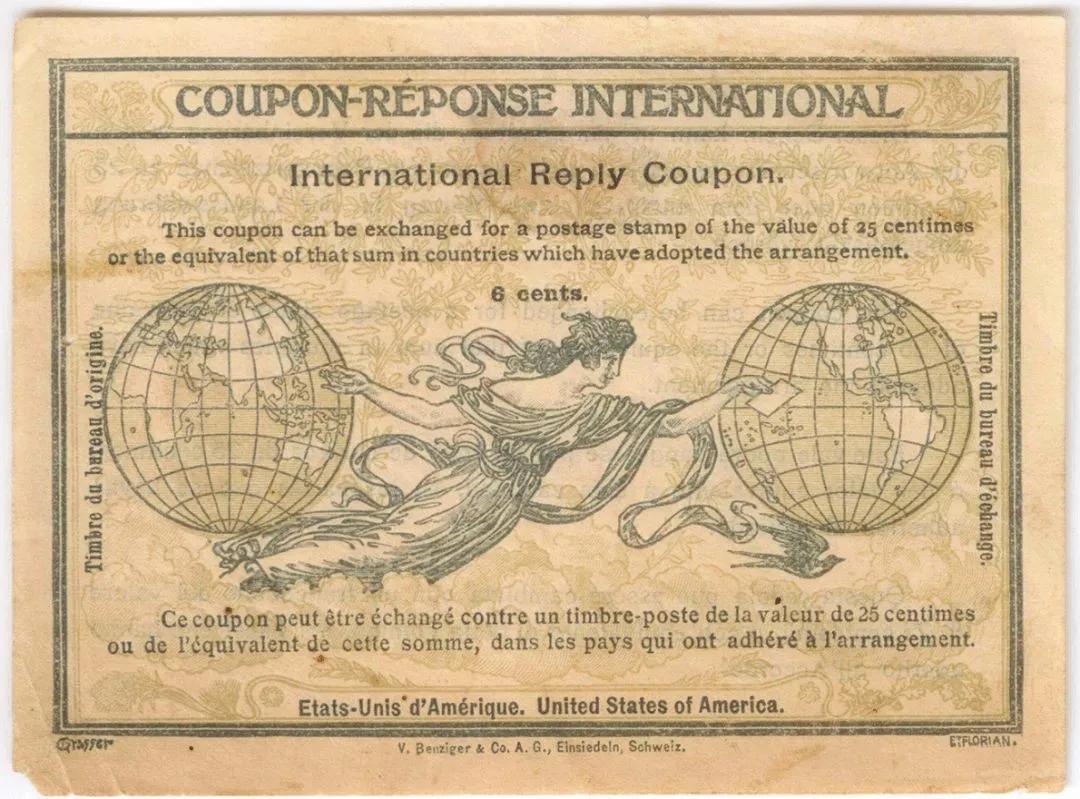 COUPON-RÉPONSE INTERNATIONAL
International Reply Coupon.
This coupon can be exchanged for a postage stamp of the value of 25 centimes
or the equivalent of that sum in countries which have adopted the arrangement.
6 cents.
Timbre du bureau d'origine.
Timbre du bureau d'échange.
Ce coupon peut être échangé contre un timbre-poste de la valeur de 25 centimes
ou de l'équivalent de cette somme, dans les pays qui ont adhéré à l'arrangement.
Etats-Unis d'Amérique. United States of America.
Grasset
V. Benziger & Co. A. G., Einsiedeln, Schweiz.
E. FLORIAN.